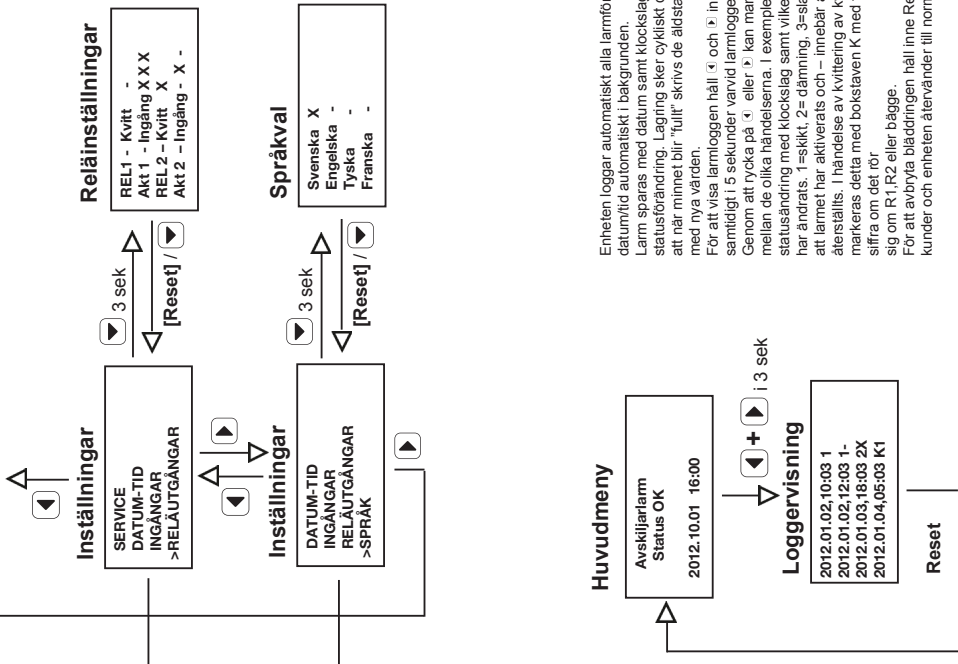 Inställningar
SERVICE
DATUM-TID
INGÅNGAR
>RELÄUTGÅNGAR
3 sek
[Reset] /
Reläinställningar
REL1 - Kvitt -
Akt 1 - Ingång X X X
REL 2 – Kvitt X
Akt 2 – Ingång - X -
Inställningar
DATUM-TID
INGÅNGAR
RELÄUTGÅNGAR
>SPRÅK
3 sek
[Reset] /
Språkval
Svenska X
Engelska -
Tyska -
Franska -
Huvudmeny
Avskiljarlarm
Status OK
2012.10.01 16:00
+ i 3 sek
Loggervisning
2012.01.02,10:03 1
2012.01.02,12:03 1-
2012.01.03,18:03 2X
2012.01.04,05:03 K1
Reset
Enheten loggar automatiskt alla larmför
datum/tid automatiskt i bakgrunden.
Larm sparas med datum samt klockslag
statusförändring. Lagring sker cykliskt
att när minnet blir "fullt" skrivs de äldsta
med nya värden.
För att visa larmloggen håll och in
samtidigt i 5 sekunder varvid larmlogge
Genom att rycka på eller kan man
mellan de olika händelserna. I exemple
statusändring med klockslag samt vilke
har ändrats. 1 =skikt, 2= dämning, 3=sla
att larmet har aktiverats och – innebär a
återställts. I händelse av kvittering av kv
markeras detta med bokstaven K med
siffra om det rör
sig om R1,R2 eller bägge.
För att avbryta bläddringen håll inne Re
kunder och enheten återvänder till norm